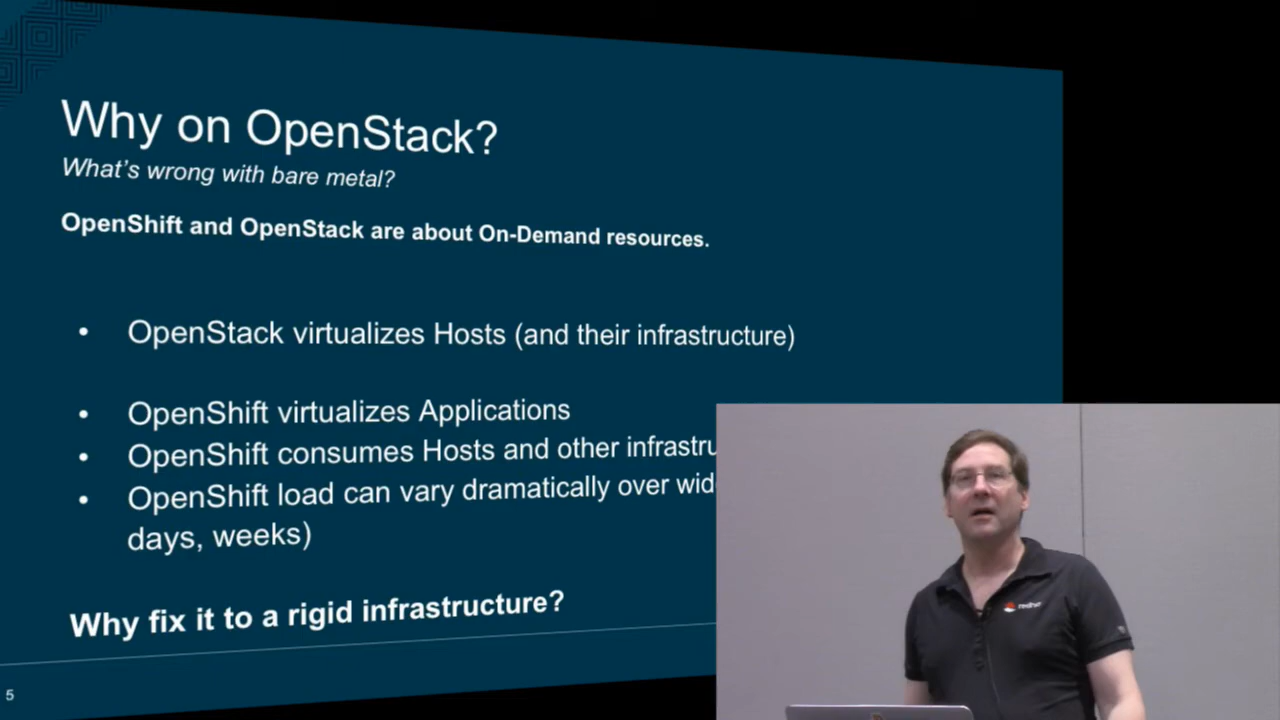 Why on OpenStack?
What's wrong with bare metal?
OpenShift and OpenStack are about On-Demand resources.
• OpenStack virtualizes Hosts (and their infrastructure)
• OpenShift virtualizes Applications
• OpenShift consumes Hosts and other infrastru
• OpenShift load can vary dramatically over wid
days, weeks)
Why fix it to a rigid infrastructure?
5
redhat